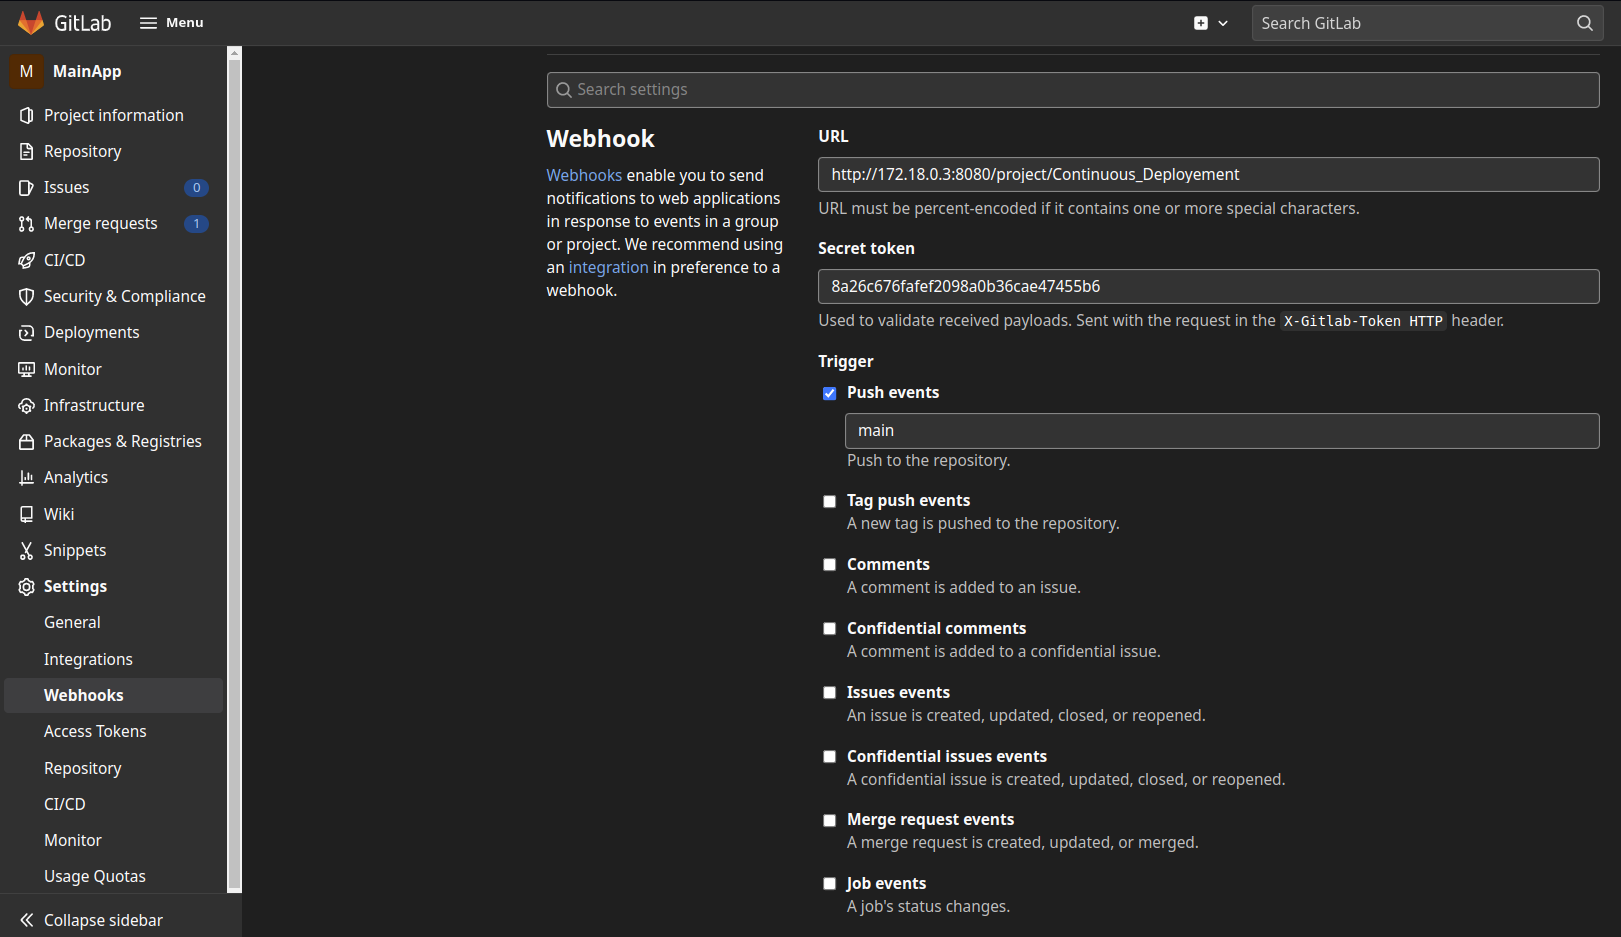 GitLab
Menu
Search GitLab
M MainApp
Project information
Repository
Issues 0
Merge requests 1
CI/CD
Security & Compliance
Deployments
Monitor
Infrastructure
Packages & Registries
Analytics
Wiki
Snippets
Settings
General
Integrations
Webhooks
Access Tokens
Repository
CI/CD
Monitor
Usage Quotas
Collapse sidebar
Search settings
Webhook
Webhooks enable you to send
notifications to web applications
in response to events in a group
or project. We recommend using
an integration in preference to a
webhook.
URL
http://172.18.0.3:8080/project/Continuous_Deployement
URL must be percent-encoded if it contains one or more special characters.
Secret token
8a26c676fafef2098a0b36cae47455b6
Used to validate received payloads. Sent with the request in the X-Gitlab-Token HTTP header.
Trigger
Push events
main
Push to the repository.
Tag push events
A new tag is pushed to the repository.
Comments
A comment is added to an issue.
Confidential comments
A comment is added to a confidential issue.
Issues events
An issue is created, updated, closed, or reopened.
Confidential issues events
A confidential issue is created, updated, closed, or reopened.
Merge request events
A merge request is created, updated, or merged.
Job events
A job's status changes.